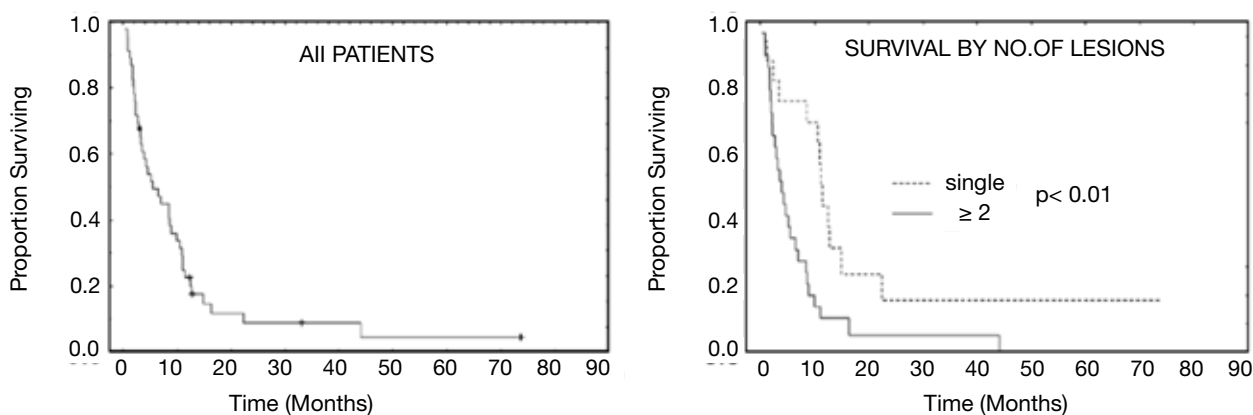 All PATIENTS
Proportion Surviving
1.0
0.8
0.6
0.4
0.2
0.0
0 10 20 30 40 50 60 70 80 90
Time (Months)
SURVIVAL BY NO.OF LESIONS
Proportion Surviving
1.0
0.8
0.6
0.4
0.2
0.0
single
≥ 2
p< 0.01
0 10 20 30 40 50 60 70 80 90
Time (Months)